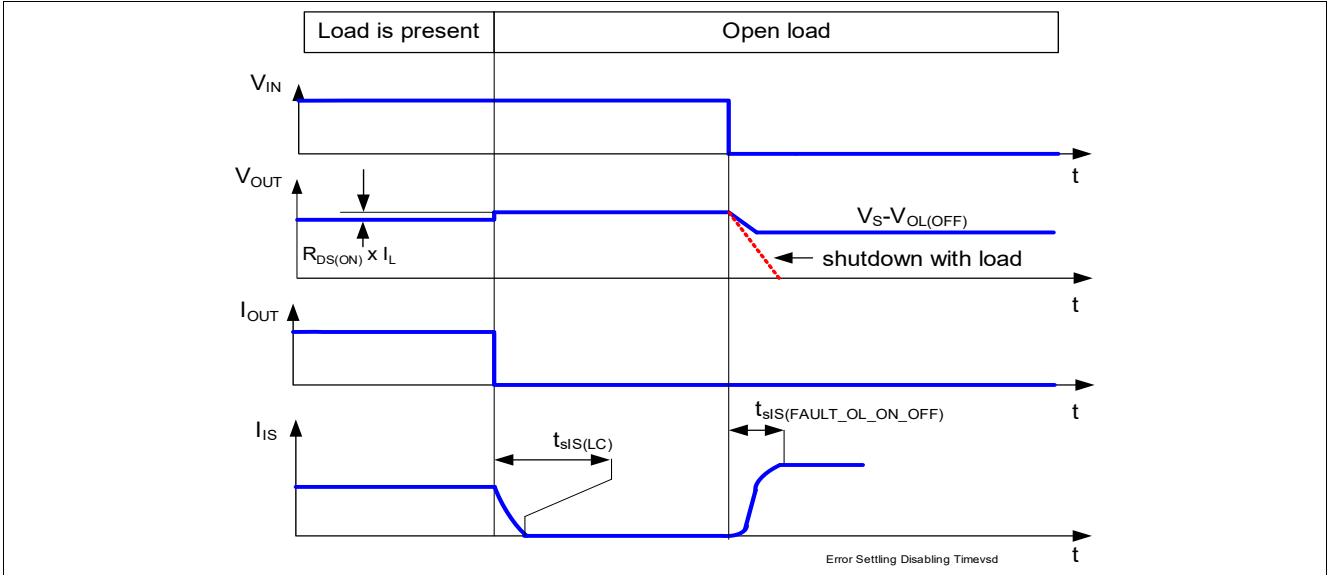 Load is present
Open load
VIN
t
VOUT
VS-VOL(OFF)
RDS(ON) x IL
shutdown with load
t
IOUT
t
tsIS(FAULT_OL_ON_OFF)
IIS
tsIS(LC)
t
Error Settling Disabling Timevsd